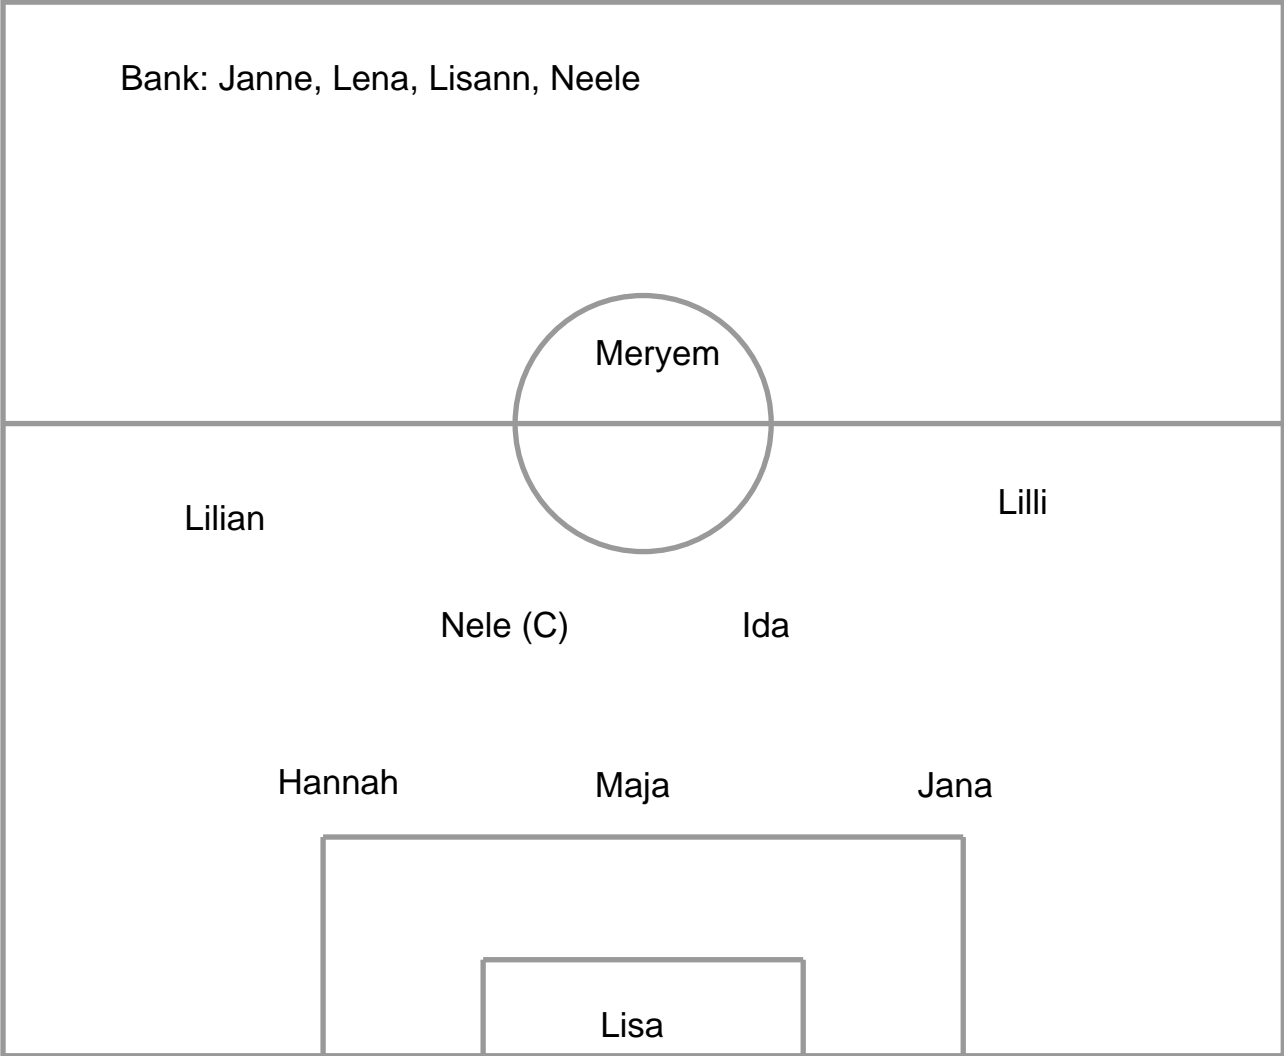 Bank: Janne, Lena, Lisann, Neele
Meryem
Lilian
Lilli
Nele (C)
Ida
Hannah
Maja
Jana
Lisa